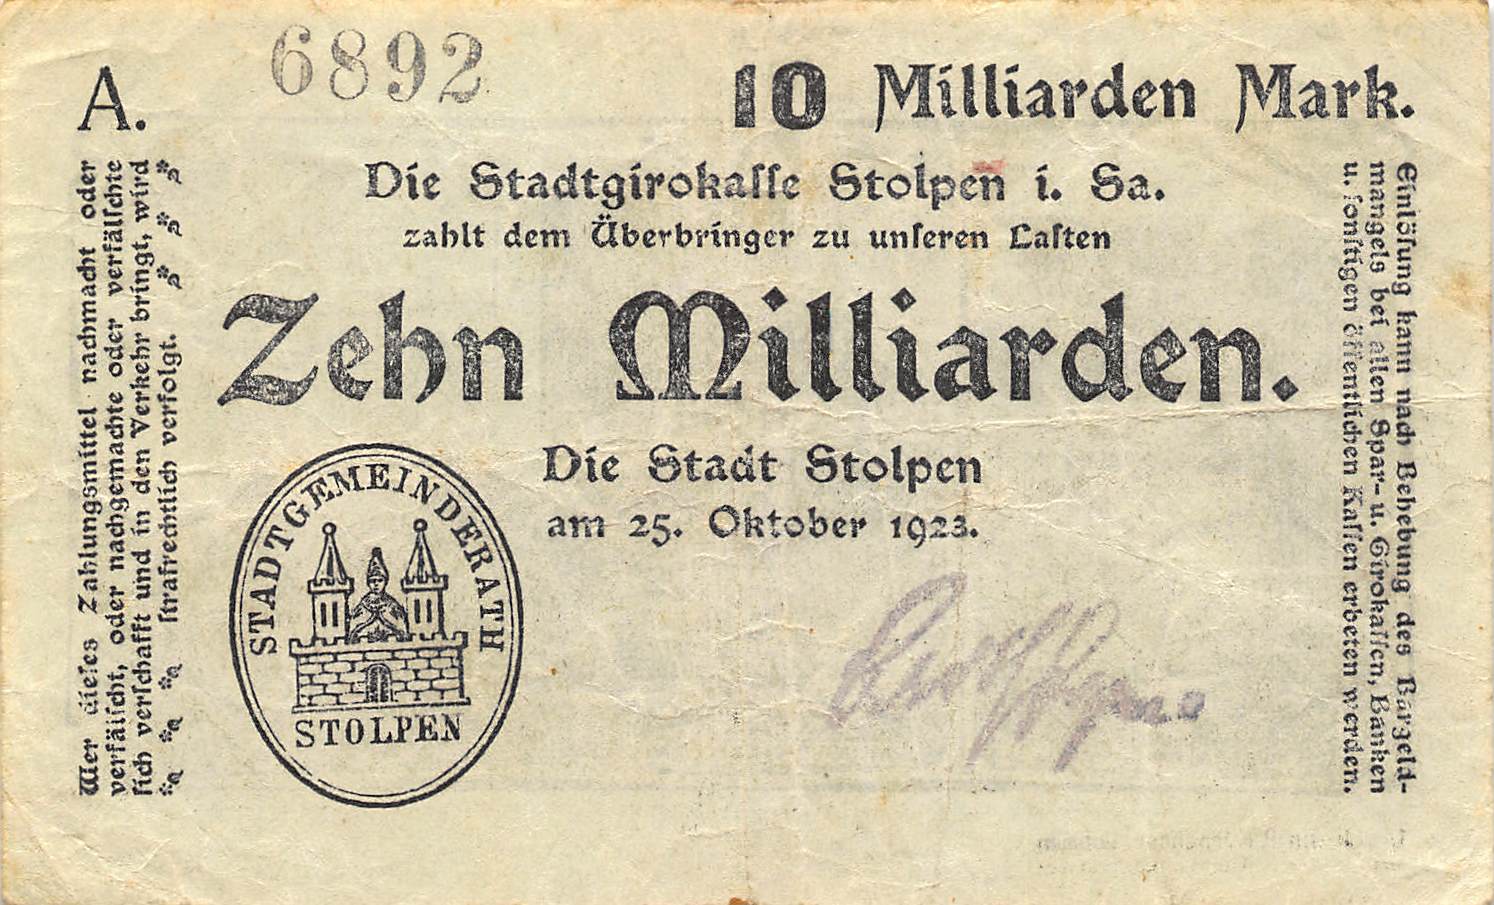 A.
6892
10 Milliarden Mark.
Die Stadtgirokasse Stolpen i. Sa.
zahlt dem Überbringer zu unseren Lasten
Zehn Milliarden.
Die Stadt Stolpen
am 25. Oktober 1923.
STADTGEMEINDERATH
STOLPEN
Wer dieses Zahlungsmittel nachmacht oder
verfälscht, oder nachgemachte oder verfälschte
sich verschafft und in den Verkehr bringt, wird
strafrechtlich verfolgt.
Einlösung kann nach Behebung des Bargeld-
mangels bei allen Spar- u. Girokassen, Banken
u. sonstigen öffentlichen Kassen erbeten werden.